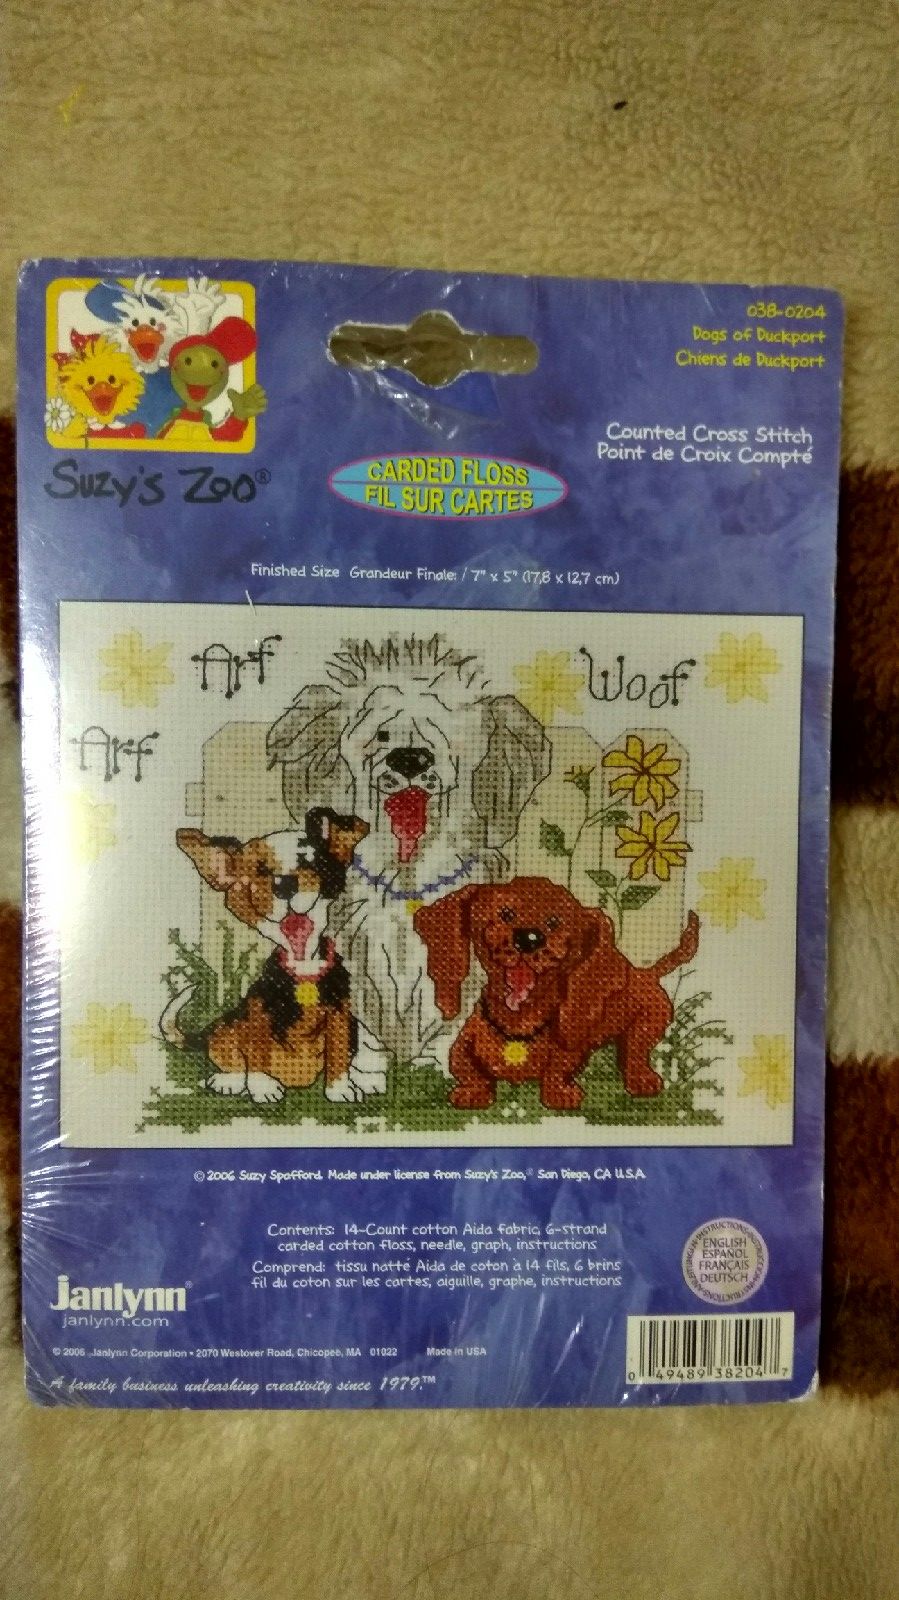 038-0204
Dogs of Duckport
Chiens de Duckport
Suzy's Zoo®
Counted Cross Stitch
Point de Croix Compté
CARDED FLOSS
FIL SUR CARTES
Finished Size Grandeur Finale: / 7" x 5" (17,8 x 12,7 cm)
Arf
Woof
Arf
© 2006 Suzy Spafford. Made under license from Suzy's Zoo,® San Diego, CA U.S.A.
Contents: 14-Count cotton Aida fabric, 6-strand
carded cotton floss, needle, graph, instructions
Comprend: tissu natté Aida de coton à 14 fils, 6 brins
fil du coton sur les cartes, aiguille, graphe, instructions
INSTRUCTIONS
ENGLISH
ESPAÑOL
FRANÇAIS
DEUTSCH
Janlynn®
janlynn.com
© 2006 Janlynn Corporation • 2070 Westover Road, Chicopee, MA 01022 Made in USA
A family business unleashing creativity since 1979.™
0 49489 38204 7